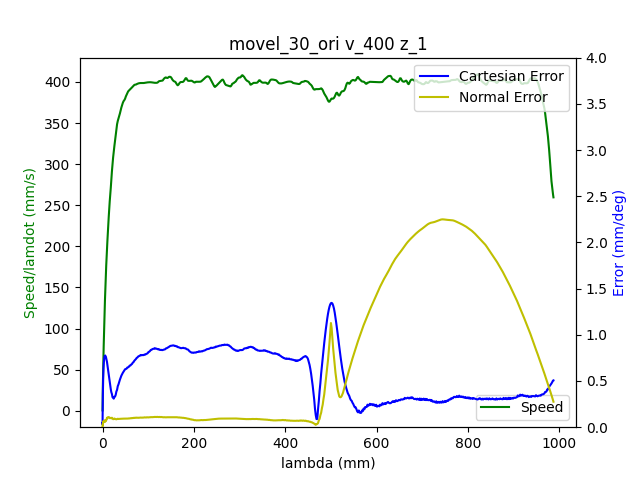 movel_30_ori v_400 z_1
Cartesian Error
Normal Error
Speed
Speed/lamdot (mm/s)
Error (mm/deg)
lambda (mm)
400
350
300
250
200
150
100
50
0
4.0
3.5
3.0
2.5
2.0
1.5
1.0
0.5
0.0
0 200 400 600 800 1000